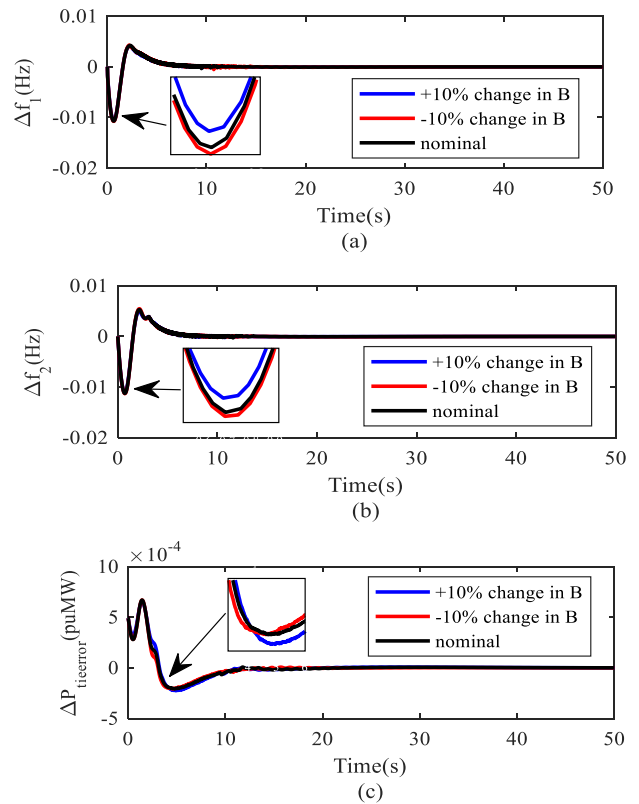 0.01
0
-0.01
-0.02
Δf1(Hz)
+10% change in B
-10% change in B
nominal
0 10 20 30 40 50
Time(s)
(a)
0.01
0
-0.01
-0.02
Δf2(Hz)
+10% change in B
-10% change in B
nominal
0 10 20 30 40 50
Time(s)
(b)
×10-4
10
5
0
-5
ΔPtieerror(puMW)
+10% change in B
-10% change in B
nominal
0 10 20 30 40 50
Time(s)
(c)